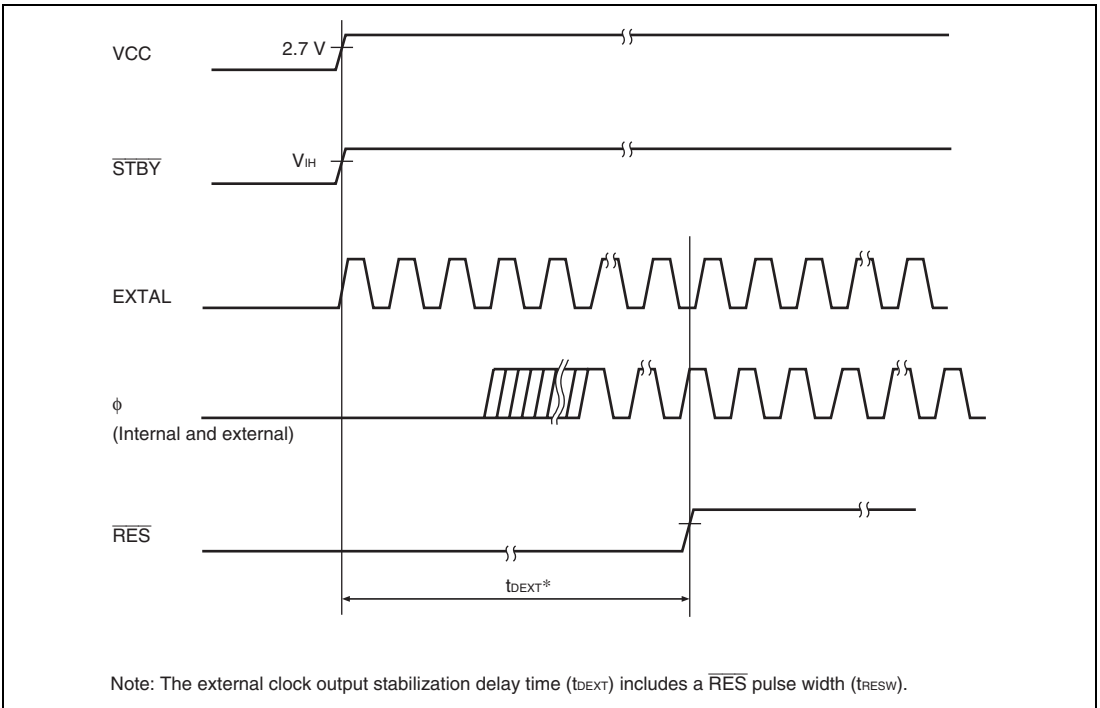 VCC
2.7 V
STBY
VIH
EXTAL
φ
(Internal and external)
RES
tDEXT*
Note: The external clock output stabilization delay time (tDEXT) includes a RES pulse width (tRESW).